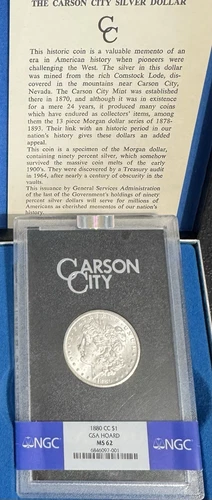 THE CARSON CITY SILVER DOLLAR
CC
This historic coin is a valuable memento of an
era in American history when pioneers were
challenging the West. The silver in this dollar
was mined from the rich Comstock Lode, dis-
covered in the mountains near Carson City,
Nevada. The Carson City Mint was established
there in 1870, and although it was in existence
for a mere 24 years, it produced many coins
which have endured as collectors' items, among
them the 13 piece Morgan dollar series of 1878-
1893. Their link with an historic period in our
nation's history gives these coins an added
appeal.
This coin is a specimen of the Morgan dollar,
containing ninety percent silver, which somehow
survived the massive coin melts of the early
1900's. They were discovered by a Treasury audit
in 1964, after nearly a century of obscurity in the
vaults.
This issuance by General Services Administration
of the last of the Government's holdings of ninety
percent silver dollars will serve for millions of
Americans as cherished mementoes of our nation's
history.
CARSON
CITY
1880 CC $1
GSA HOARD
MS 62
6846097-001
NGC
NGC